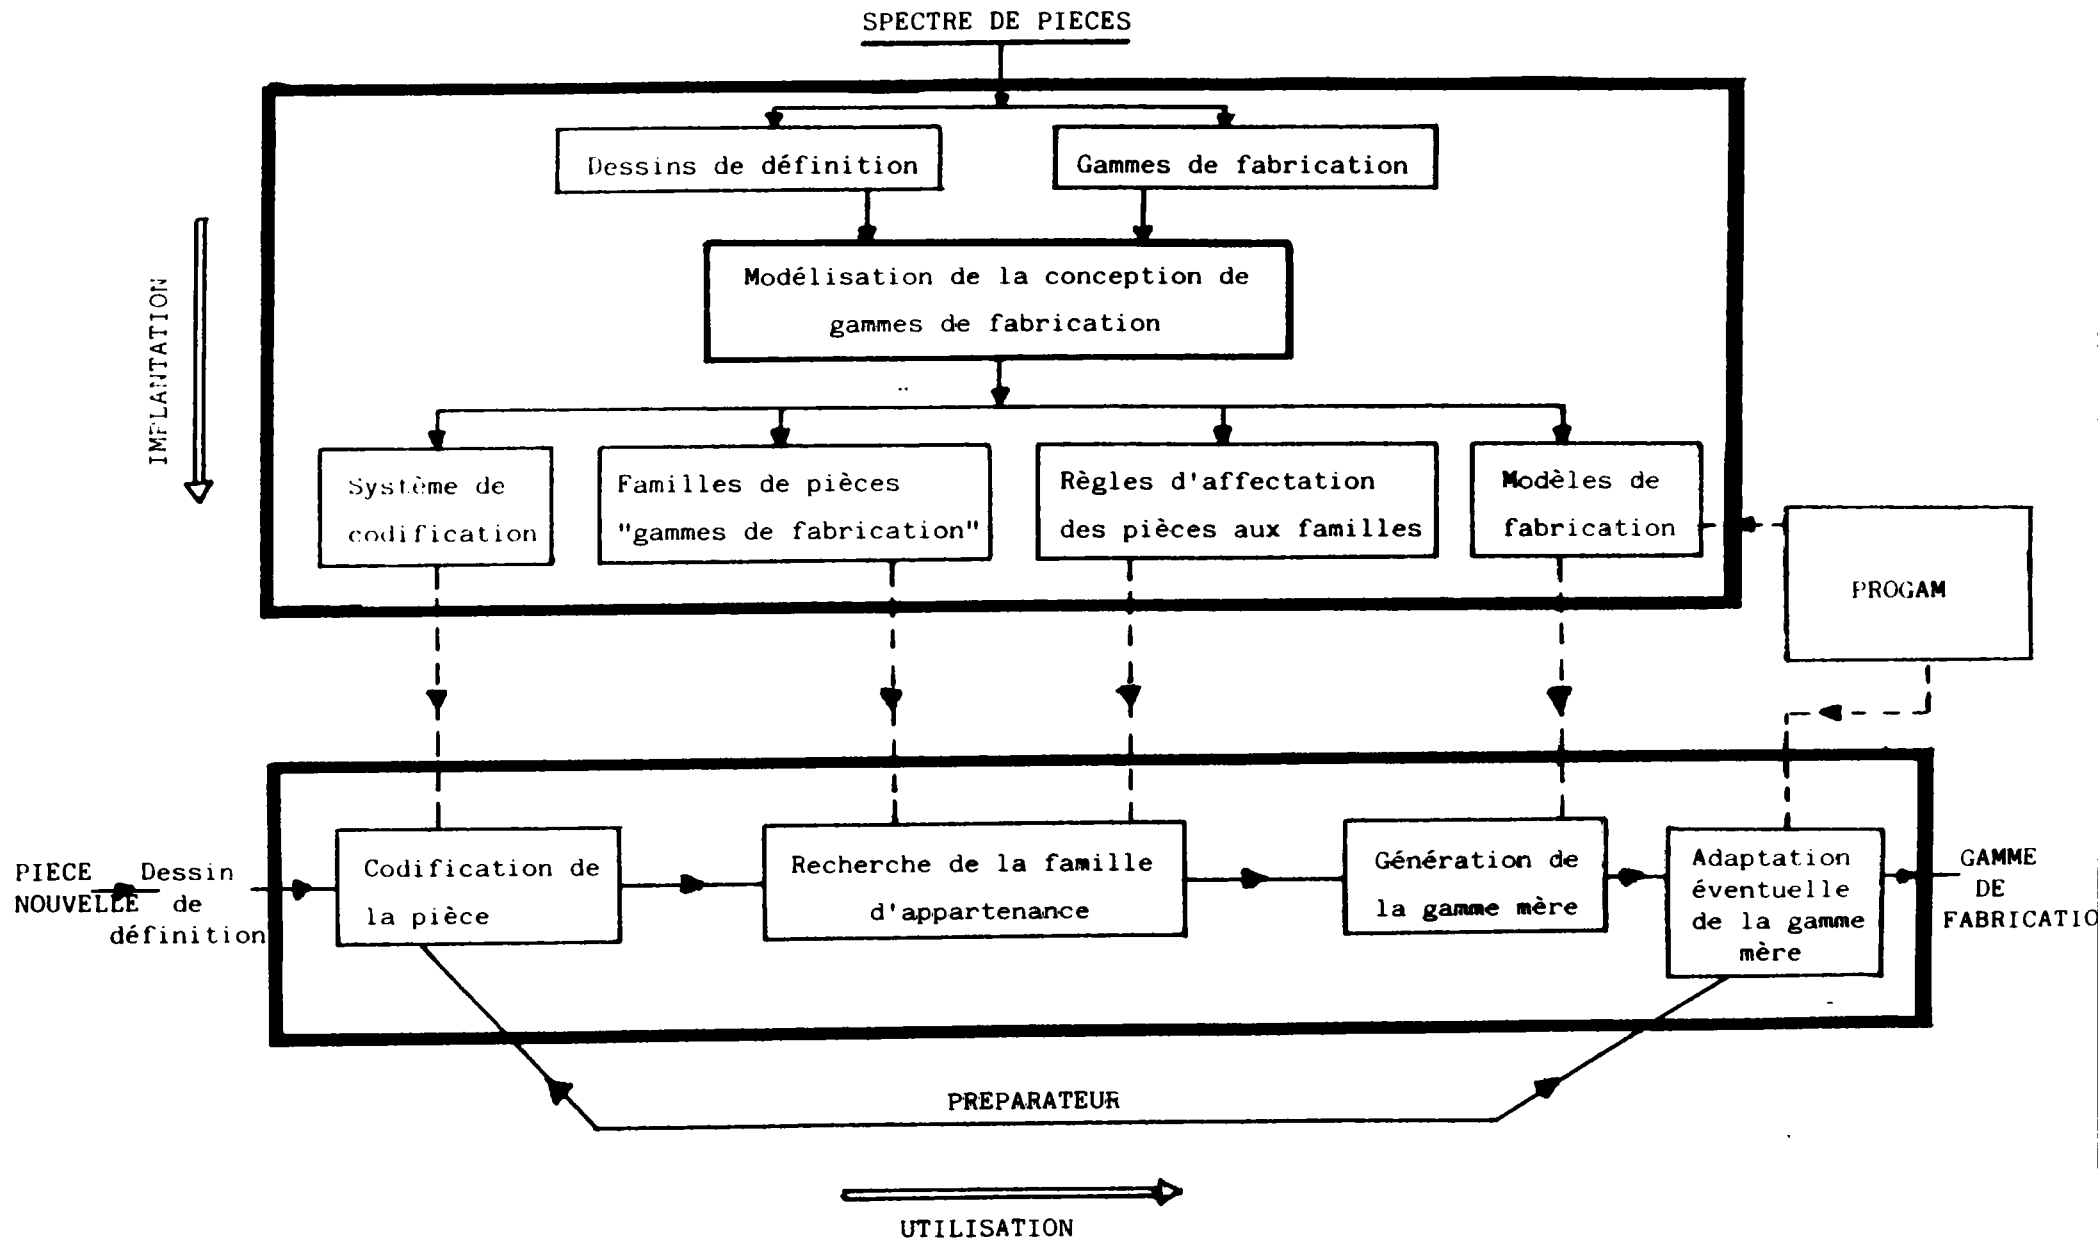 SPECTRE DE PIECES
Dessins de définition
Gammes de fabrication
Modélisation de la conception de
gammes de fabrication
IMPLANTATION
Système de
codification
Familles de pièces
"gammes de fabrication"
Règles d'affectation
des pièces aux familles
Modèles de
fabrication
PROGAM
PIECE
NOUVELLE
Dessin
de
définition
Codification de
la pièce
Recherche de la famille
d'appartenance
Génération de
la gamme mère
Adaptation
éventuelle
de la gamme
mère
GAMME
DE
FABRICATIO
PREPARATEUR
UTILISATION